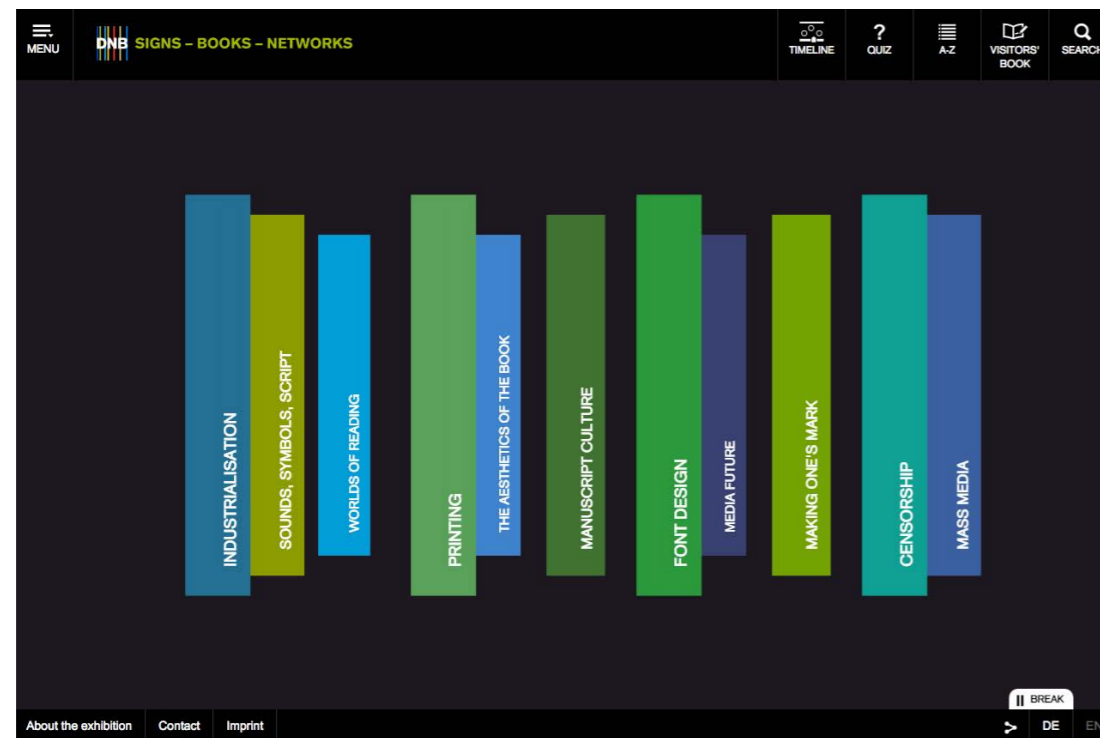 MENU
DNB SIGNS – BOOKS – NETWORKS
TIMELINE
QUIZ
A-Z
VISITORS'
BOOK
SEARCH
INDUSTRIALISATION
SOUNDS, SYMBOLS, SCRIPT
WORLDS OF READING
PRINTING
THE AESTHETICS OF THE BOOK
MANUSCRIPT CULTURE
FONT DESIGN
MEDIA FUTURE
MAKING ONE'S MARK
CENSORSHIP
MASS MEDIA
BREAK
About the exhibition
Contact
Imprint
DE
EN